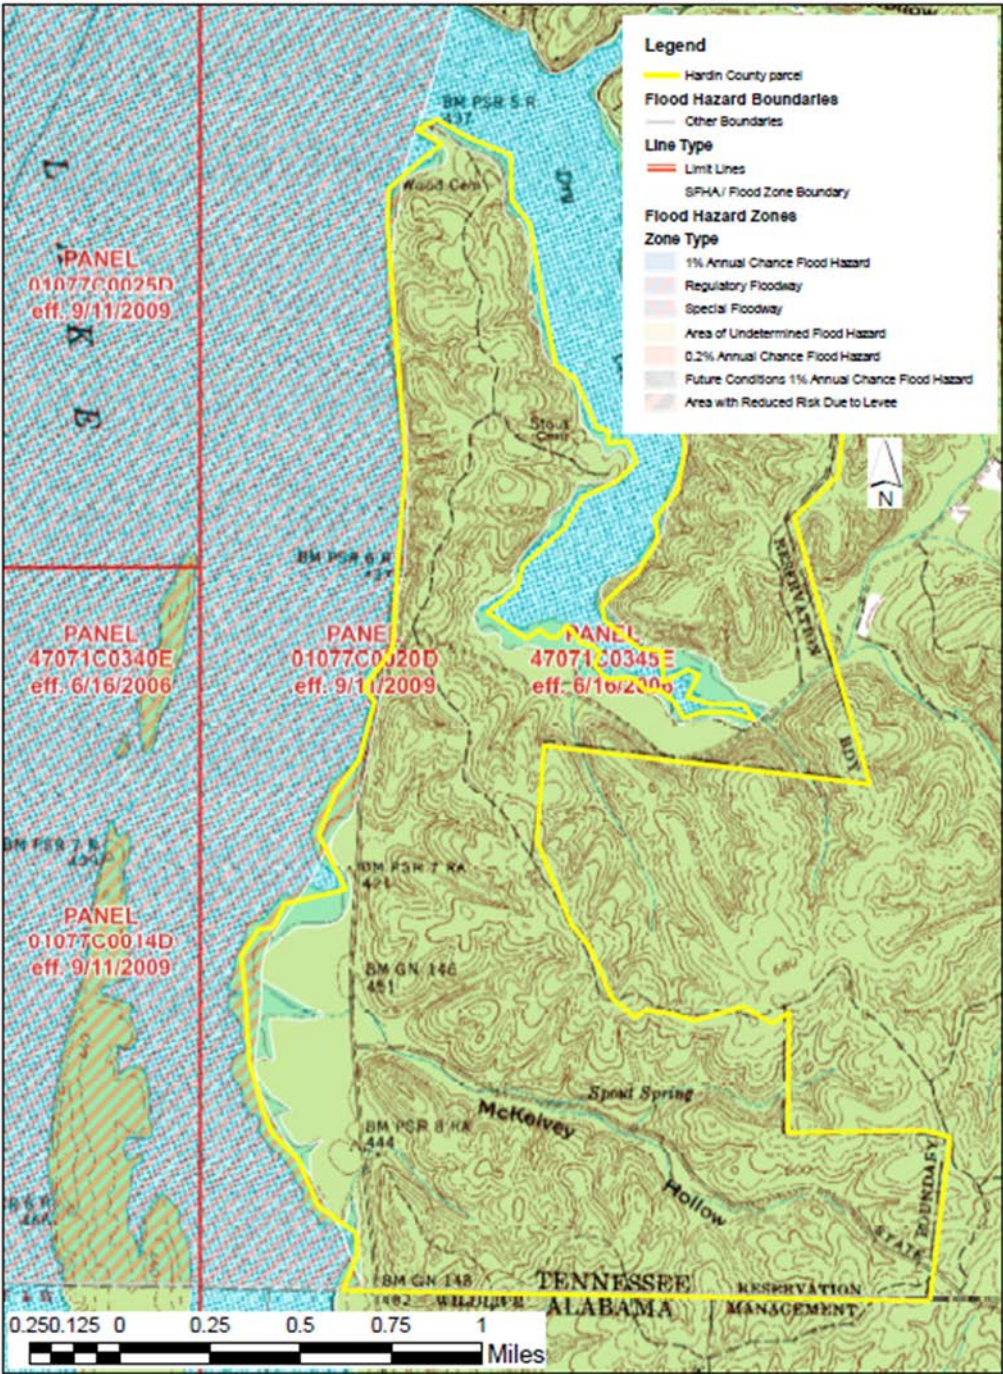 Legend
Hardin County parcel
Flood Hazard Boundaries
Other Boundaries
Line Type
Limit Lines
SFHA / Flood Zone Boundary
Flood Hazard Zones
Zone Type
1% Annual Chance Flood Hazard
Regulatory Floodway
Special Floodway
Area of Undetermined Flood Hazard
0.2% Annual Chance Flood Hazard
Future Conditions 1% Annual Chance Flood Hazard
Area with Reduced Risk Due to Levee
N
BM PSR 5 R
437
Wood Cem
Dry
L
K
E
PANEL
01077C0025D
eff. 9/11/2009
Cem
BM PSR 6 R
RESERVATION
BDY
PANEL
47071C0340E
eff. 6/16/2006
PANE
01077C0020D
eff. 9/11/2009
PANEL
47071C0345E
eff. 6/16/2006
BM PSR 7 R
BM PSR 7 RA
421
PANEL
01077C0014D
eff. 9/11/2009
BM GN 146
451
680
Spout Spring
McKelvey
Hollow
BM PSR 8 RA
444
600
STATE
BOUNDARY
BM GN 148
TENNESSEE
ALABAMA
RESERVATION
WILDLIFE
MANAGEMENT
0.250.125 0 0.25 0.5 0.75 1
Miles